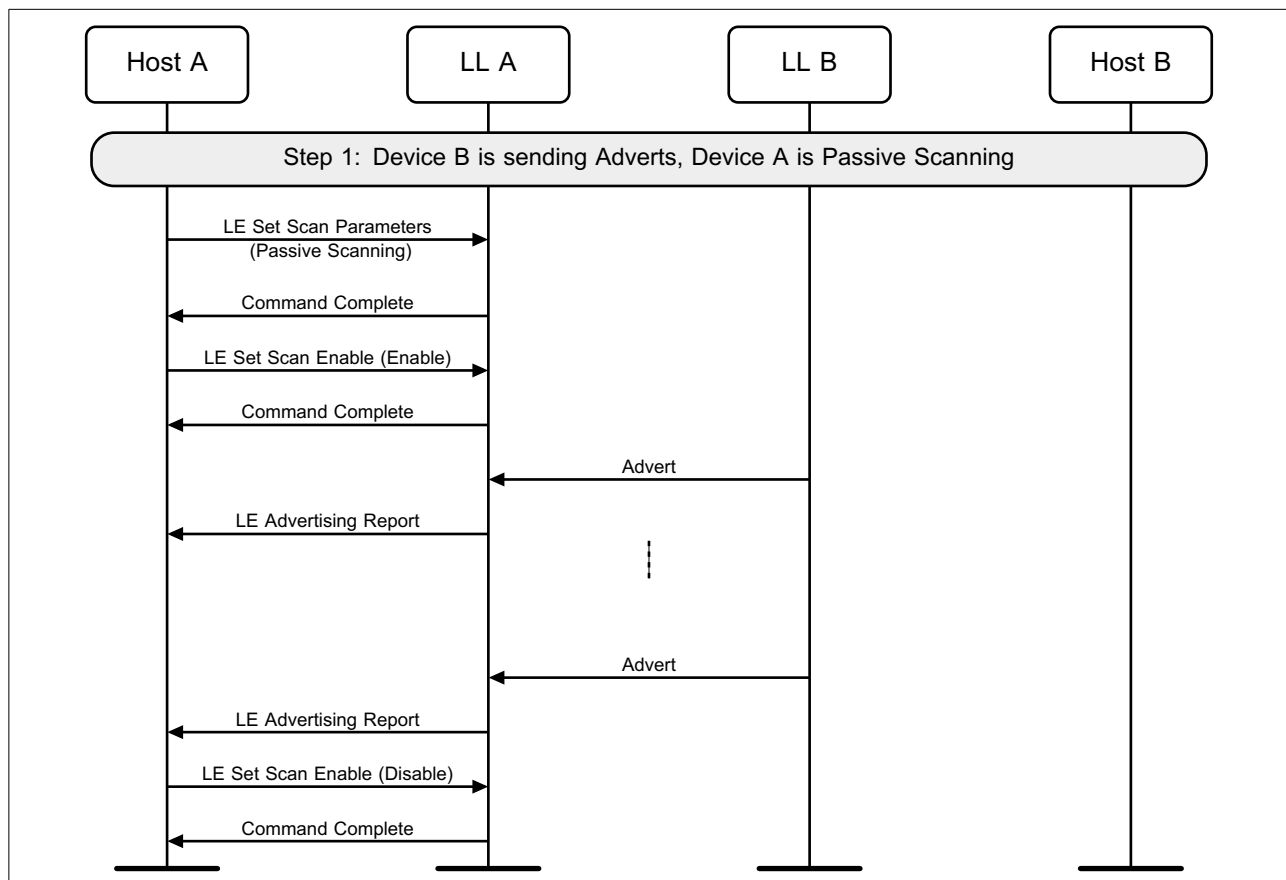 Host A
LL A
LL B
Host B
Step 1: Device B is sending Adverts, Device A is Passive Scanning
LE Set Scan Parameters
(Passive Scanning)
Command Complete
LE Set Scan Enable (Enable)
Command Complete
Advert
LE Advertising Report
Advert
LE Advertising Report
LE Set Scan Enable (Disable)
Command Complete